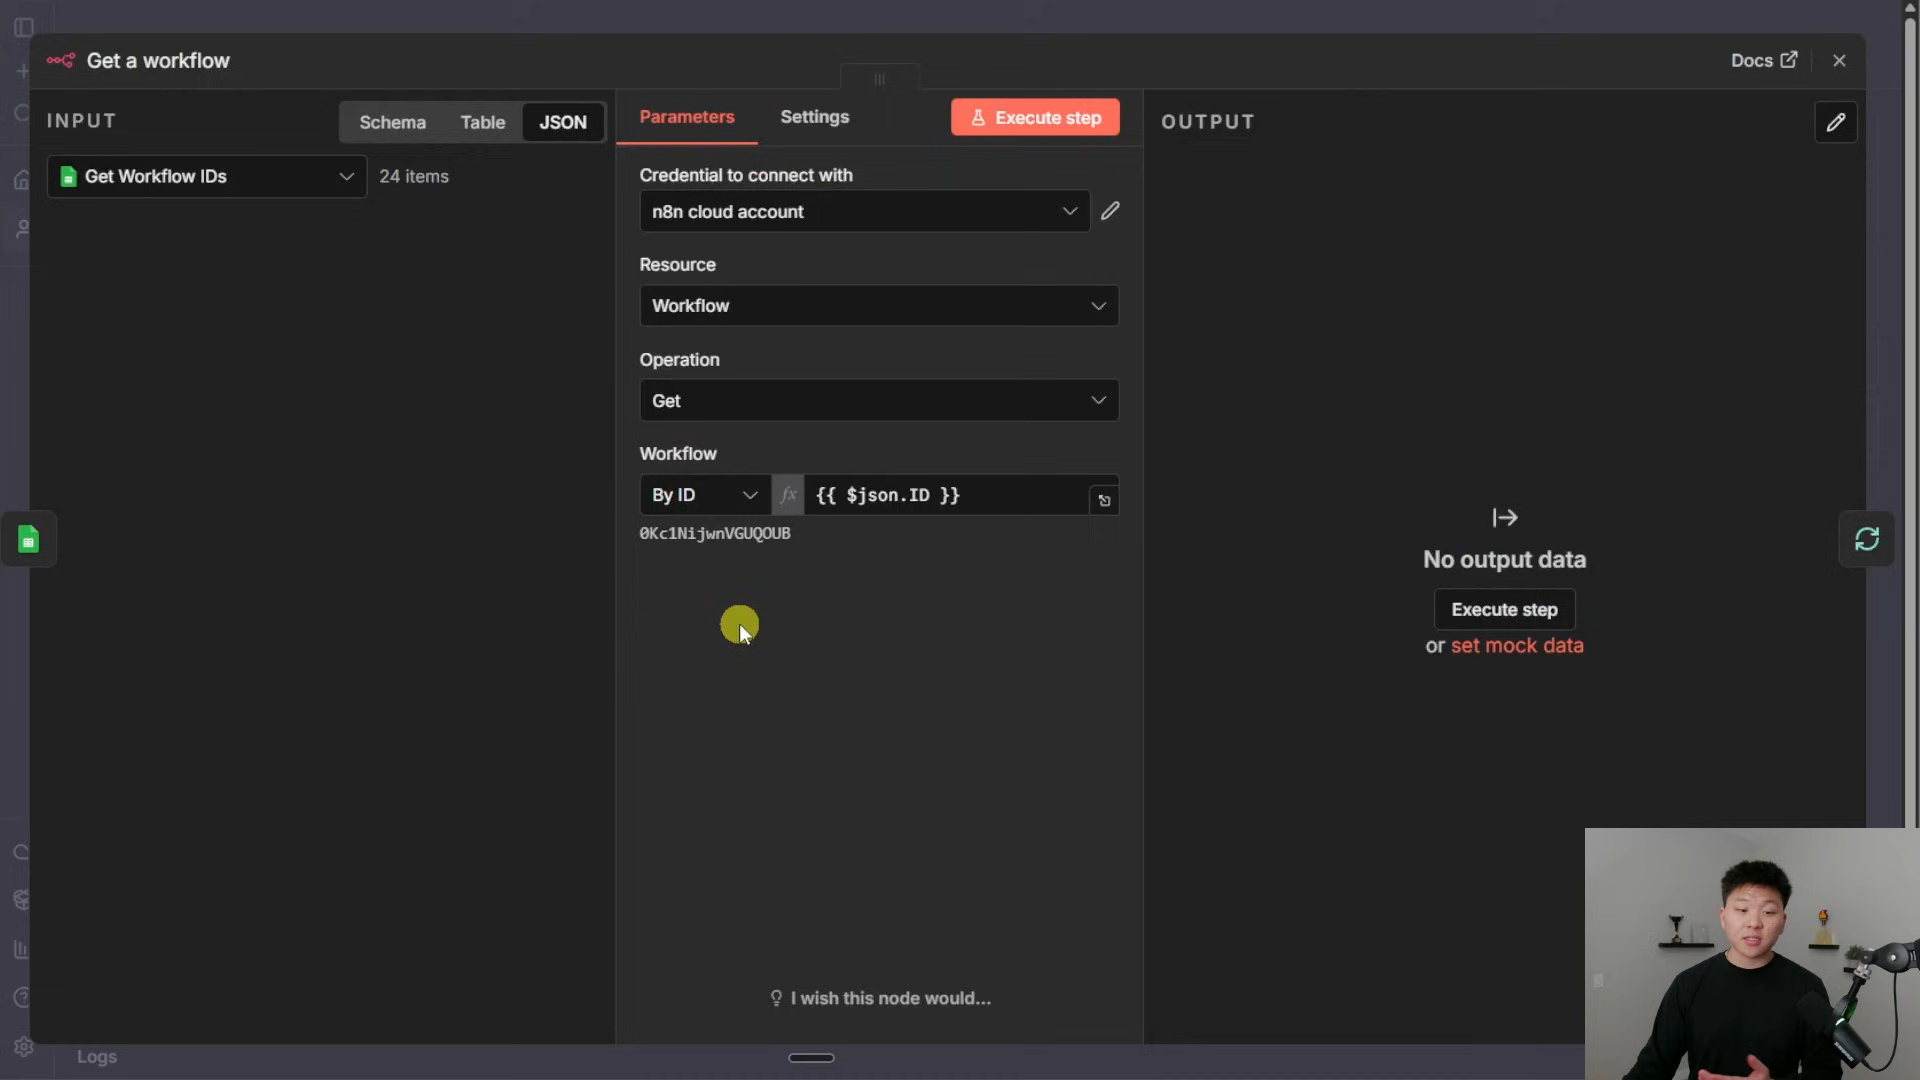 Get a workflow
Docs
INPUT
Schema
Table
JSON
Get Workflow IDs
24 items
Parameters
Settings
Execute step
Credential to connect with
n8n cloud account
Resource
Workflow
Operation
Get
Workflow
By ID
fx
{{ $json.ID }}
0Kc1NijwnVGUQOUB
I wish this node would...
OUTPUT
No output data
Execute step
or set mock data
Logs